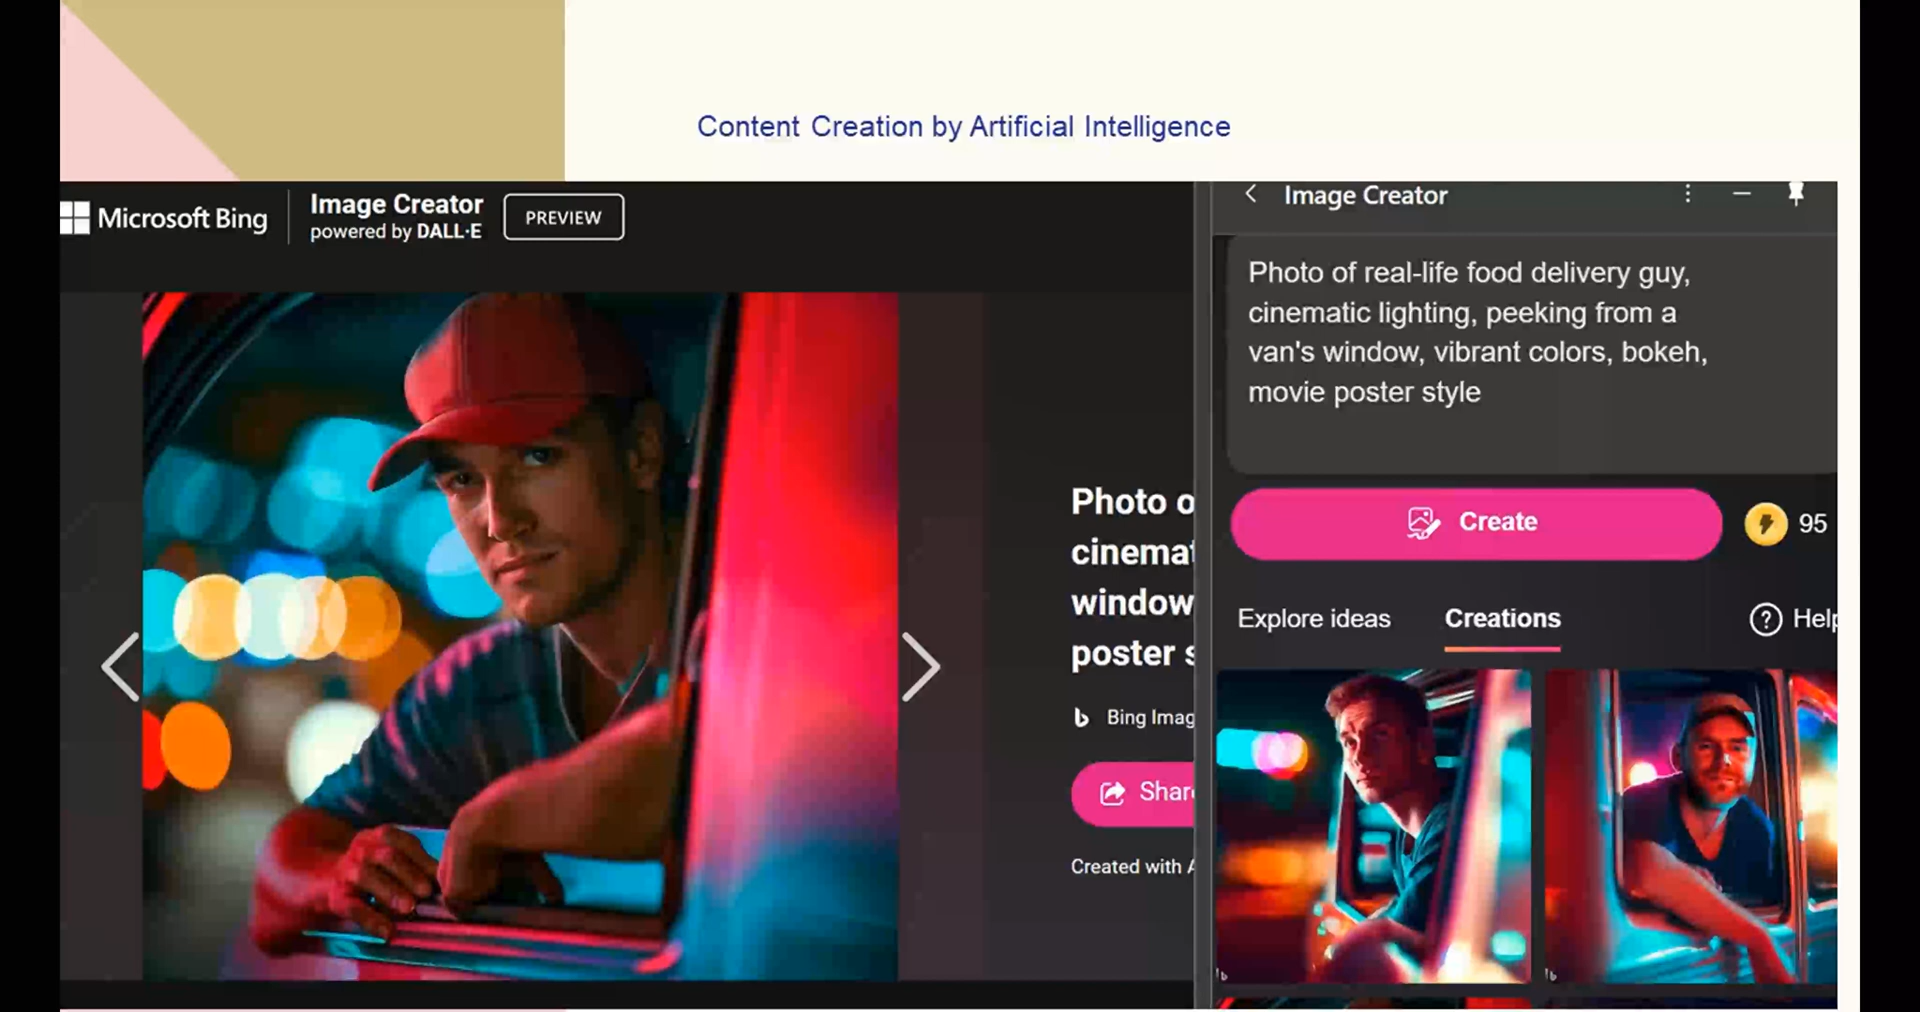 Content Creation by Artificial Intelligence
Microsoft Bing
Image Creator
powered by DALL·E
PREVIEW
Photo o
cinemat
window
poster s
Bing Imag
Share
Created with A
Image Creator
Photo of real-life food delivery guy,
cinematic lighting, peeking from a
van's window, vibrant colors, bokeh,
movie poster style
Create
95
Explore ideas
Creations
Help